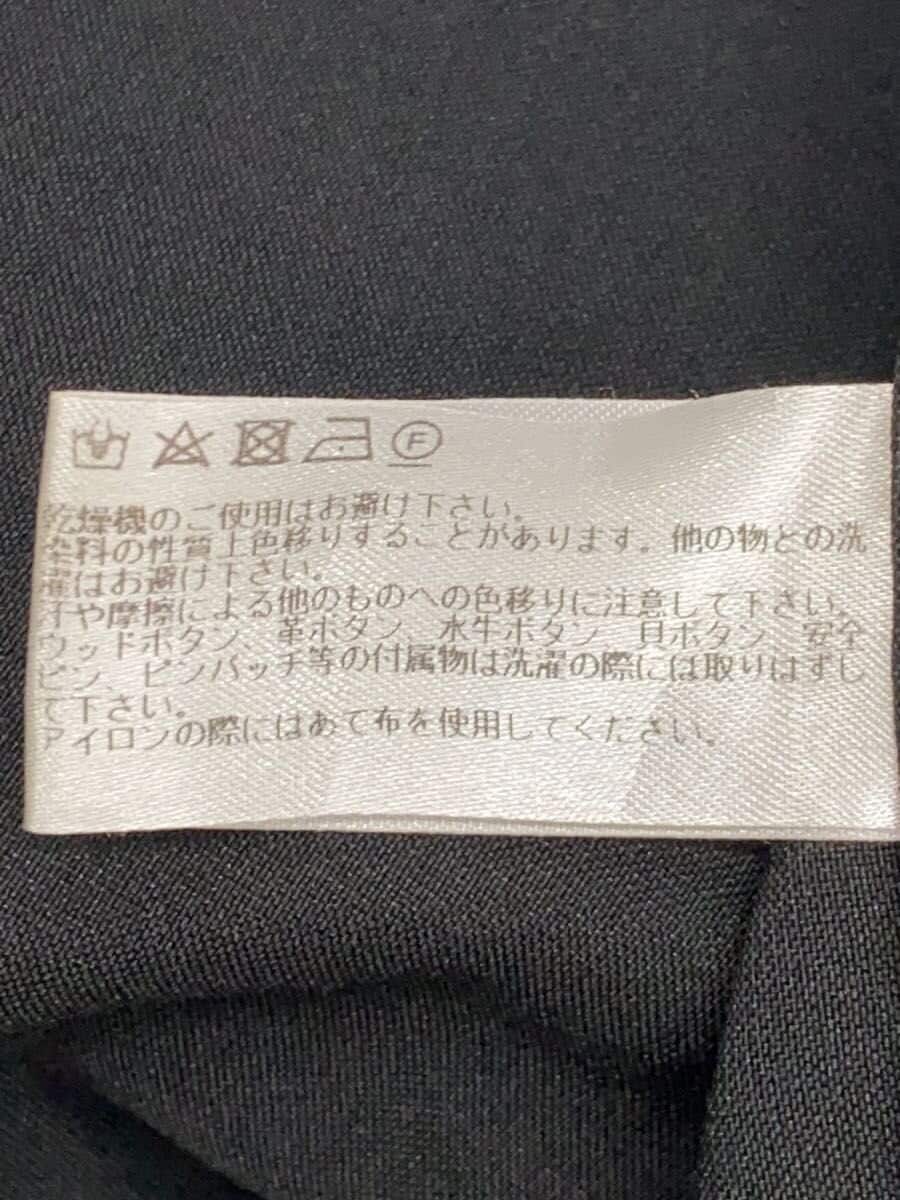 F
乾燥機のご使用はお避け下さい。
染料の性質上色移りすることがあります。他の物との洗
濯はお避け下さい。
汗や摩擦による他のものへの色移りに注意して下さい。
ウッドボタン、革ボタン、水牛ボタン 貝ボタン 安全
ピン、ピンバッチ等の付属物は洗濯の際には取りはずし
て下さい。
アイロンの際にはあて布を使用してください。